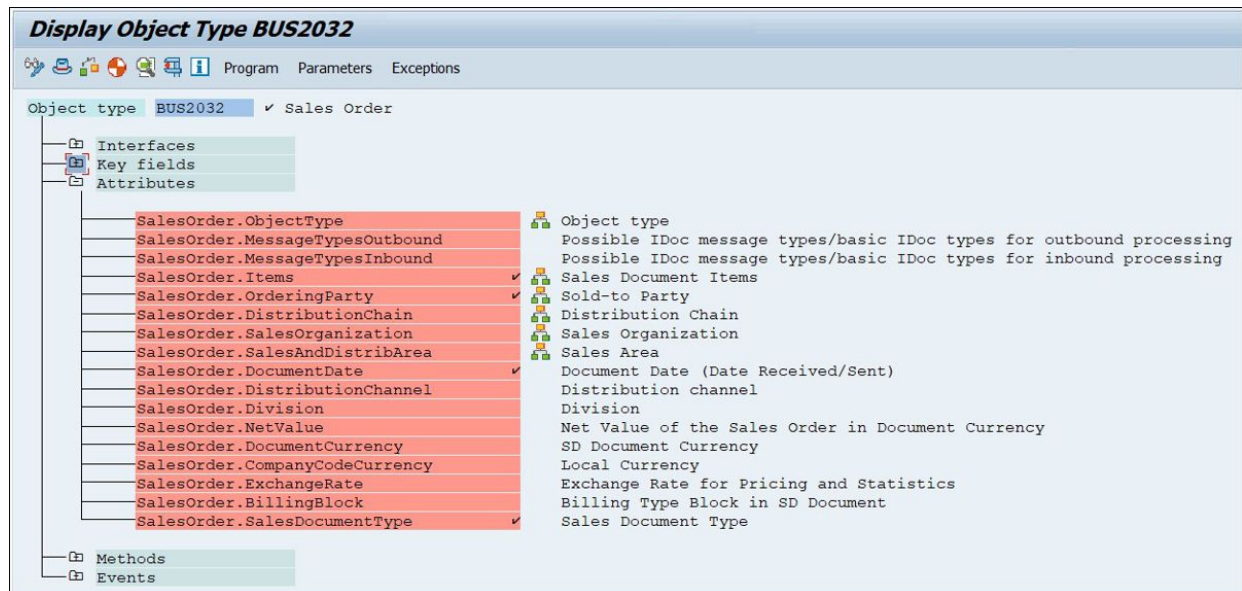 Display Object Type BUS2032
Program Parameters Exceptions
Object type BUS2032 ✔ Sales Order
Interfaces
Key fields
Attributes
SalesOrder.ObjectType Object type
SalesOrder.MessageTypesOutbound Possible IDoc message types/basic IDoc types for outbound processing
SalesOrder.MessageTypesInbound Possible IDoc message types/basic IDoc types for inbound processing
SalesOrder.Items ✔ Sales Document Items
SalesOrder.OrderingParty ✔ Sold-to Party
SalesOrder.DistributionChain Distribution Chain
SalesOrder.SalesOrganization Sales Organization
SalesOrder.SalesAndDistribArea Sales Area
SalesOrder.DocumentDate ✔ Document Date (Date Received/Sent)
SalesOrder.DistributionChannel Distribution channel
SalesOrder.Division Division
SalesOrder.NetValue Net Value of the Sales Order in Document Currency
SalesOrder.DocumentCurrency SD Document Currency
SalesOrder.CompanyCodeCurrency Local Currency
SalesOrder.ExchangeRate Exchange Rate for Pricing and Statistics
SalesOrder.BillingBlock Billing Type Block in SD Document
SalesOrder.SalesDocumentType ✔ Sales Document Type
Methods
Events